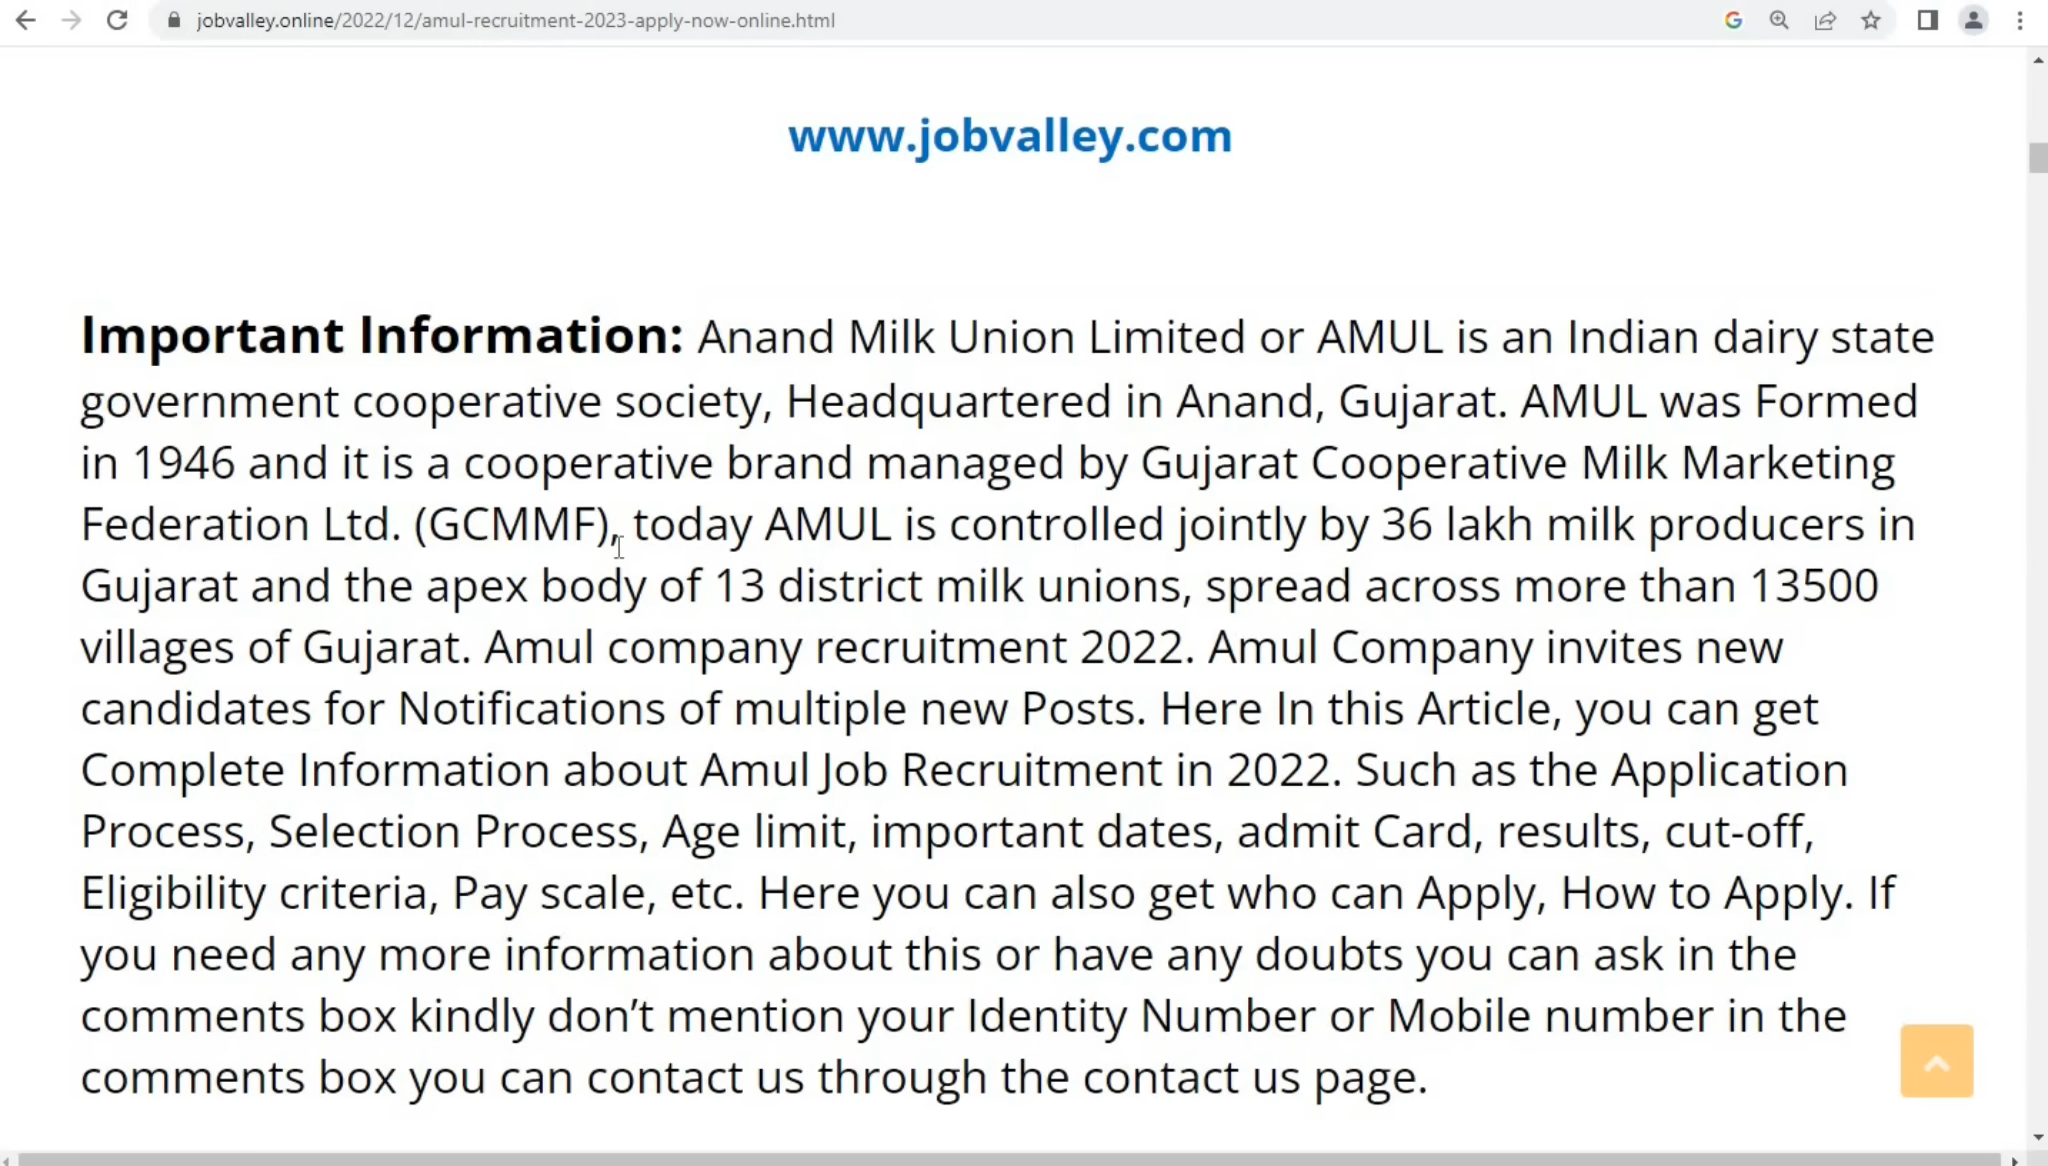 jobvalley.online/2022/12/amul-recruitment-2023-apply-now-online.html
www.jobvalley.com
Important Information: Anand Milk Union Limited or AMUL is an Indian dairy state
government cooperative society, Headquartered in Anand, Gujarat. AMUL was Formed
in 1946 and it is a cooperative brand managed by Gujarat Cooperative Milk Marketing
Federation Ltd. (GCMMF), today AMUL is controlled jointly by 36 lakh milk producers in
Gujarat and the apex body of 13 district milk unions, spread across more than 13500
villages of Gujarat. Amul company recruitment 2022. Amul Company invites new
candidates for Notifications of multiple new Posts. Here In this Article, you can get
Complete Information about Amul Job Recruitment in 2022. Such as the Application
Process, Selection Process, Age limit, important dates, admit Card, results, cut-off,
Eligibility criteria, Pay scale, etc. Here you can also get who can Apply, How to Apply. If
you need any more information about this or have any doubts you can ask in the
comments box kindly don’t mention your Identity Number or Mobile number in the
comments box you can contact us through the contact us page.